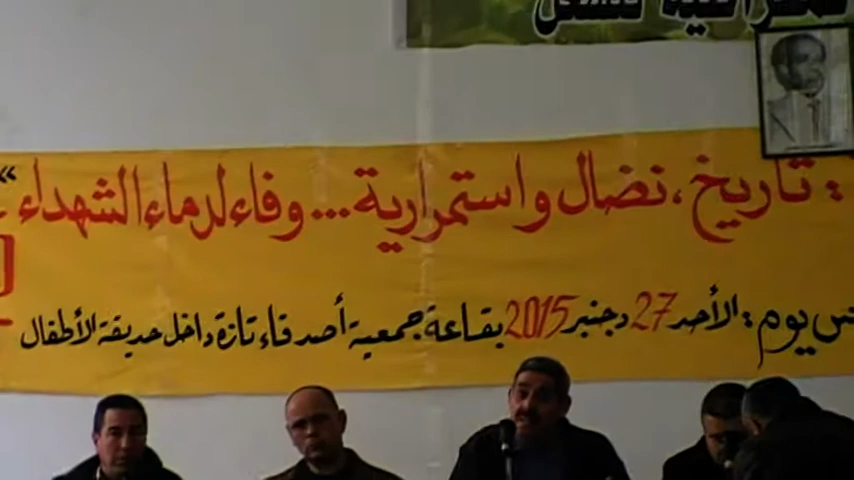 : تاريخ، نضال واستمرارية... وفاء لدماء الشهداء"
يوم : الأحد 27 دجنبر 2015 بقاعة جمعية أصدقاء تازة داخل حديقة الأطفال